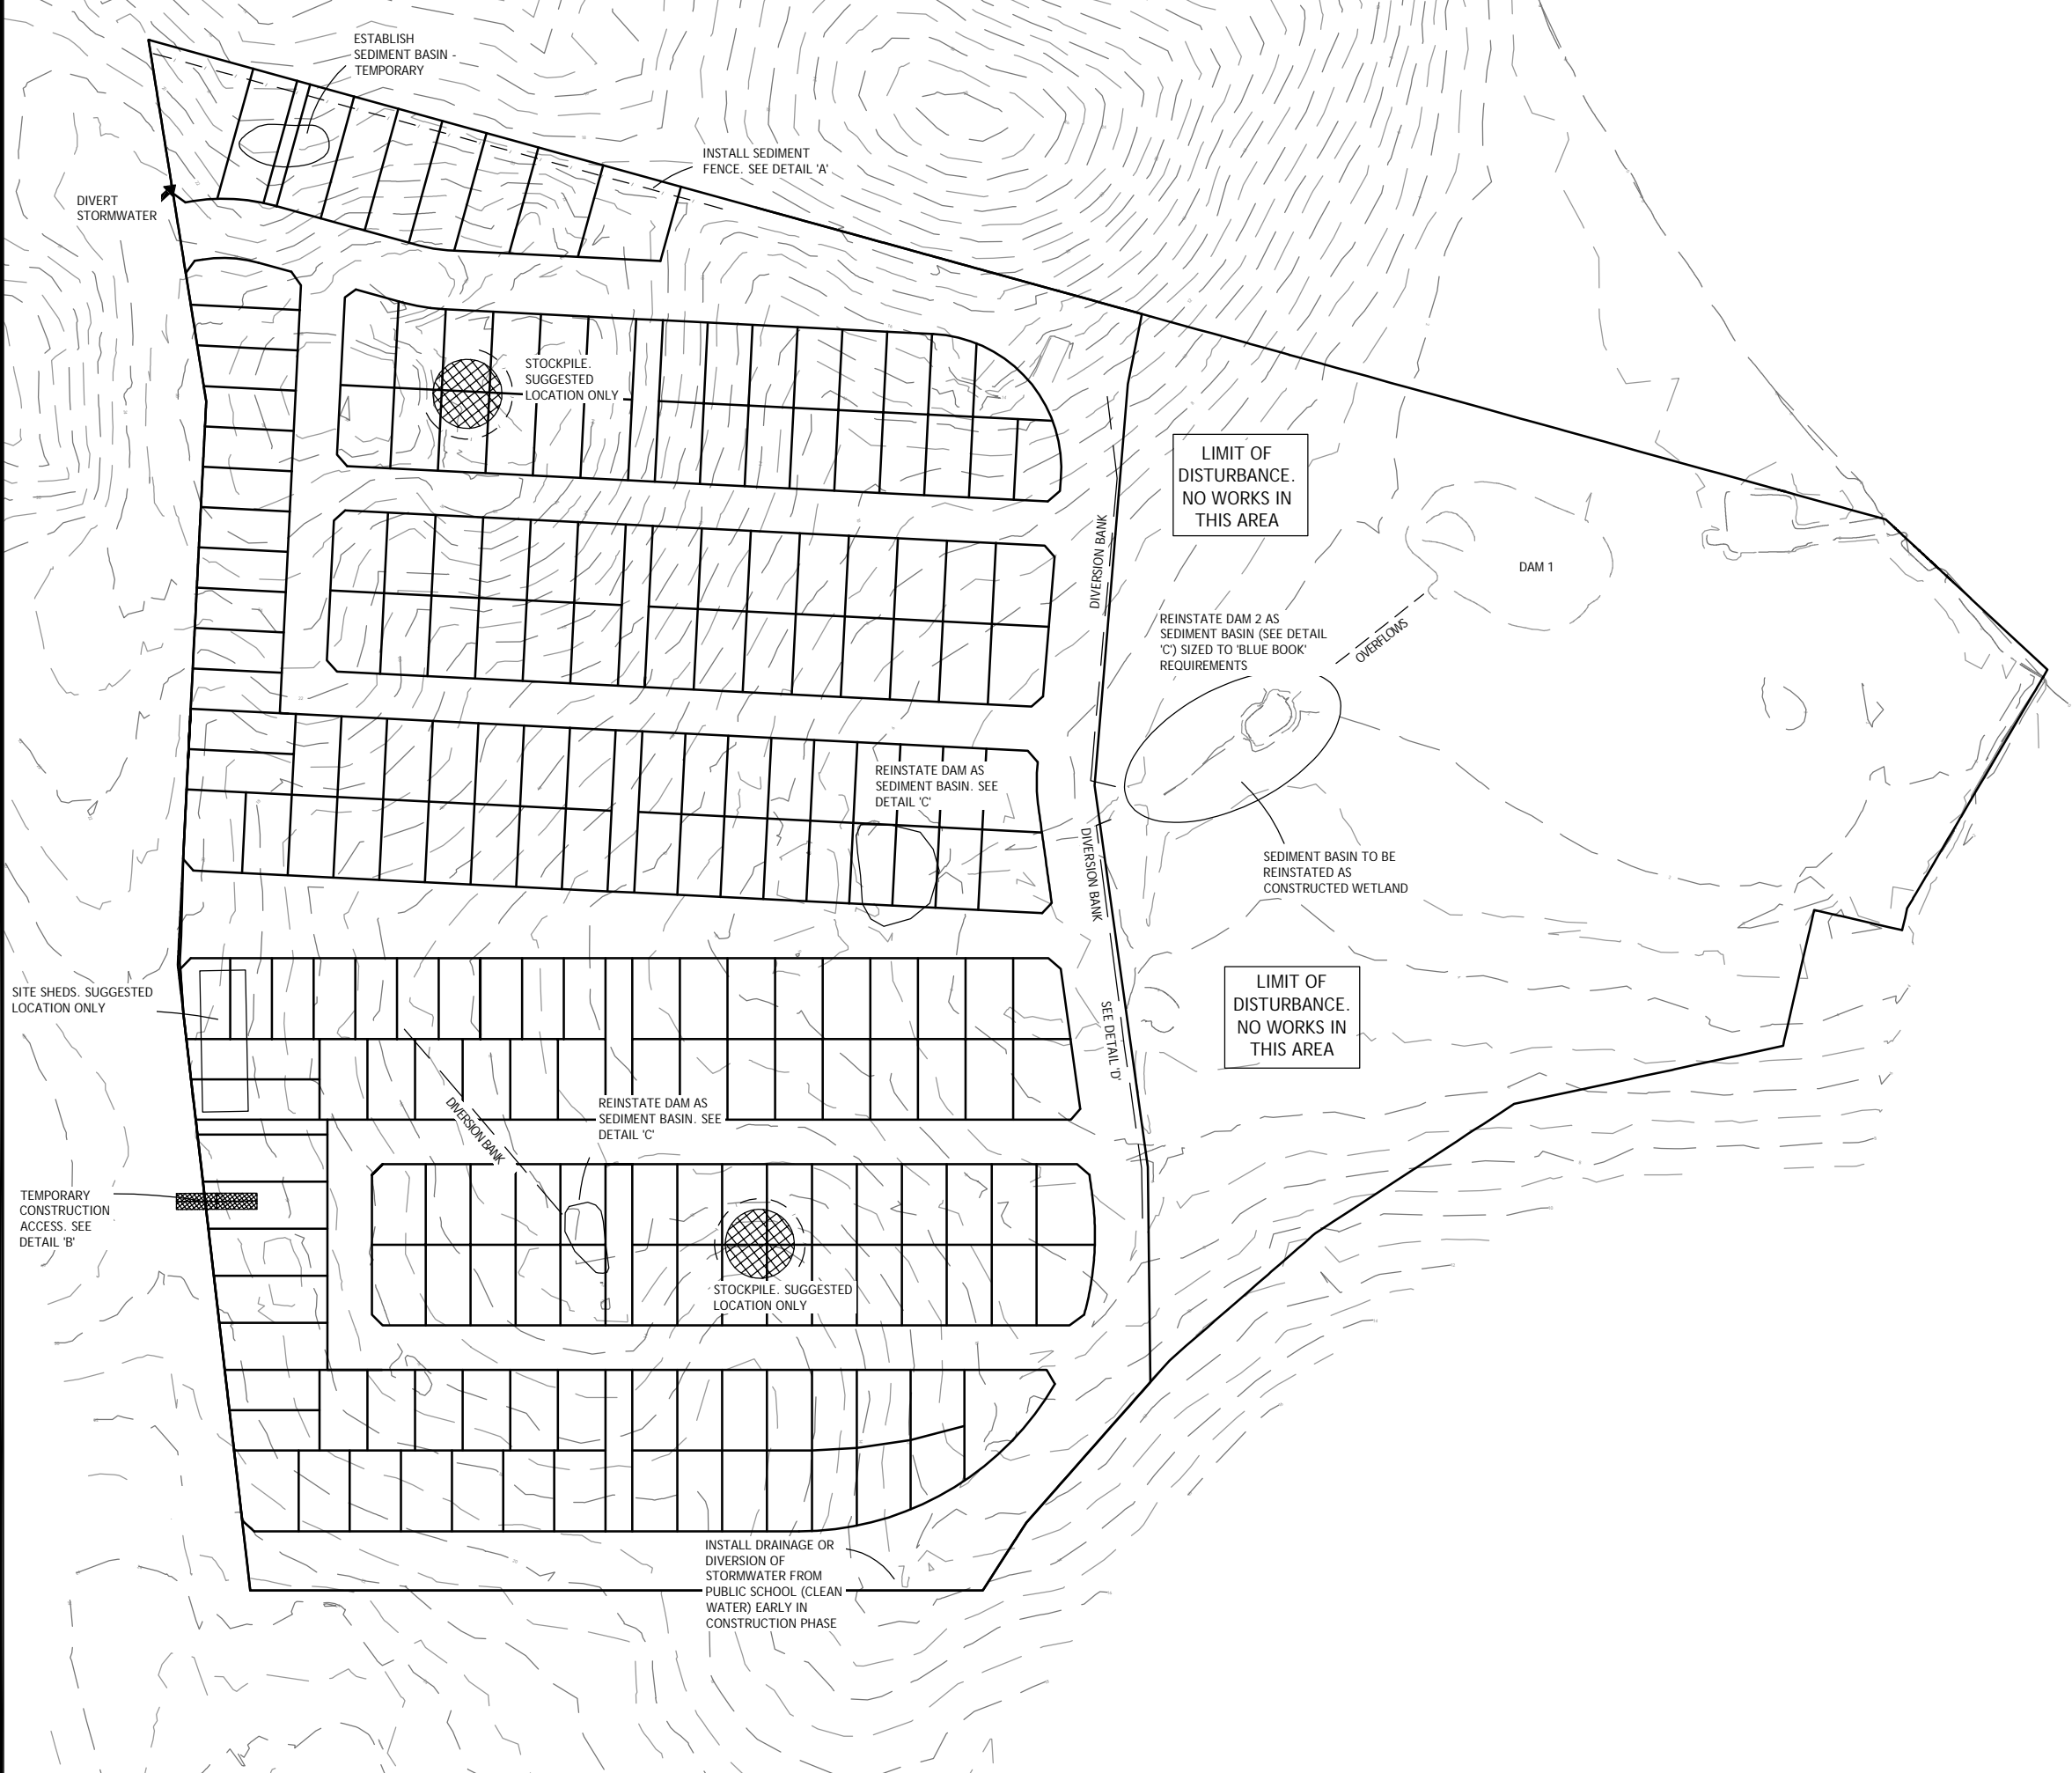 ESTABLISH
SEDIMENT BASIN -
TEMPORARY
INSTALL SEDIMENT
FENCE. SEE DETAIL 'A'
DIVERT
STORMWATER
STOCKPILE.
SUGGESTED
LOCATION ONLY
LIMIT OF
DISTURBANCE.
NO WORKS IN
THIS AREA
DIVERSION BANK
DAM 1
REINSTATE DAM 2 AS
SEDIMENT BASIN (SEE DETAIL
'C') SIZED TO 'BLUE BOOK'
REQUIREMENTS
OVERFLOWS
REINSTATE DAM AS
SEDIMENT BASIN. SEE
DETAIL 'C'
DIVERSION BANK
SEDIMENT BASIN TO BE
REINSTATED AS
CONSTRUCTED WETLAND
SITE SHEDS. SUGGESTED
LOCATION ONLY
LIMIT OF
DISTURBANCE.
NO WORKS IN
THIS AREA
SEE DETAIL 'D'
DIVERSION BANK
REINSTATE DAM AS
SEDIMENT BASIN. SEE
DETAIL 'C'
TEMPORARY
CONSTRUCTION
ACCESS. SEE
DETAIL 'B'
STOCKPILE. SUGGESTED
LOCATION ONLY
INSTALL DRAINAGE OR
DIVERSION OF
STORMWATER FROM
PUBLIC SCHOOL (CLEAN
WATER) EARLY IN
CONSTRUCTION PHASE